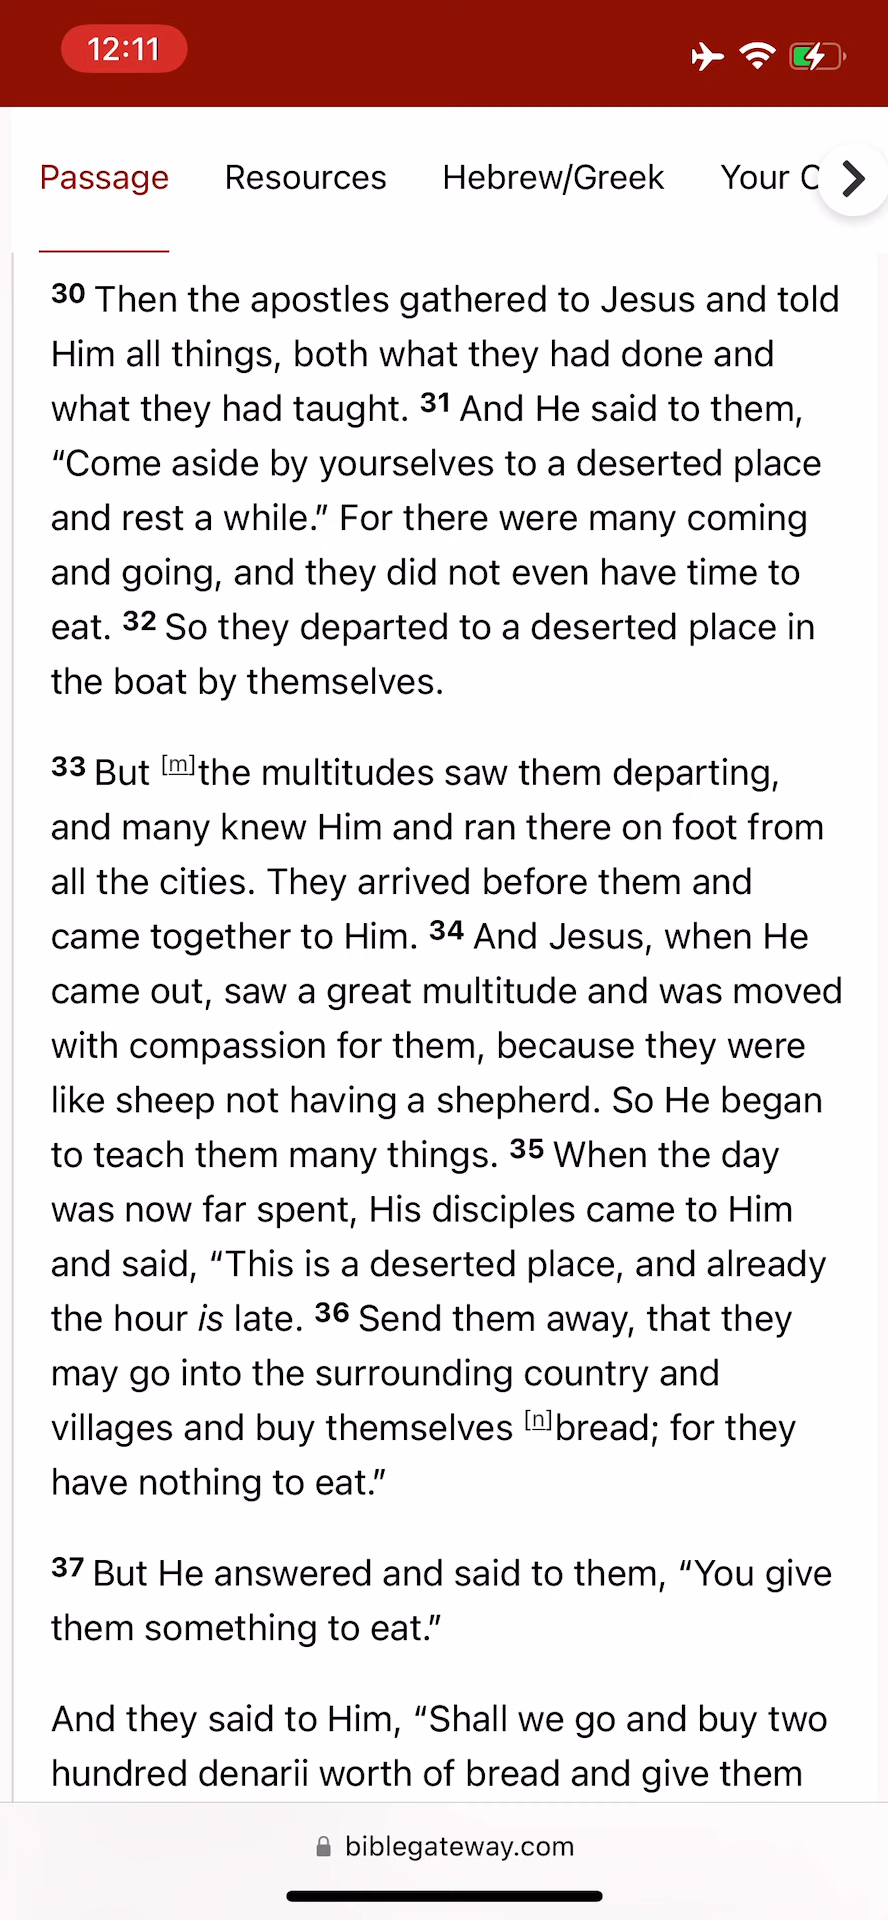 12:11
Passage Resources Hebrew/Greek Your C
30 Then the apostles gathered to Jesus and told
Him all things, both what they had done and
what they had taught. 31 And He said to them,
“Come aside by yourselves to a deserted place
and rest a while.” For there were many coming
and going, and they did not even have time to
eat. 32 So they departed to a deserted place in
the boat by themselves.
33 But [m]the multitudes saw them departing,
and many knew Him and ran there on foot from
all the cities. They arrived before them and
came together to Him. 34 And Jesus, when He
came out, saw a great multitude and was moved
with compassion for them, because they were
like sheep not having a shepherd. So He began
to teach them many things. 35 When the day
was now far spent, His disciples came to Him
and said, “This is a deserted place, and already
the hour is late. 36 Send them away, that they
may go into the surrounding country and
villages and buy themselves [n]bread; for they
have nothing to eat.”
37 But He answered and said to them, “You give
them something to eat.”
And they said to Him, “Shall we go and buy two
hundred denarii worth of bread and give them
biblegateway.com